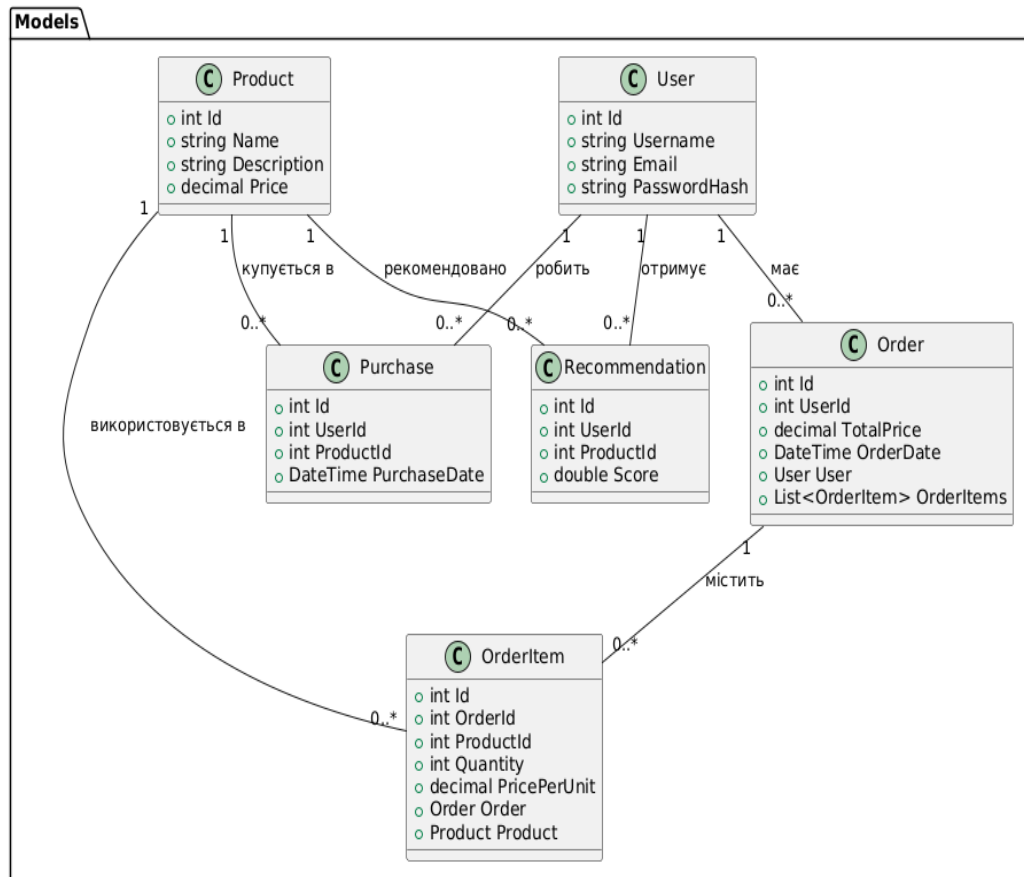 Models
C Product
int Id
string Name
string Description
decimal Price
C User
int Id
string Username
string Email
string PasswordHash
1
1
1
1
1
1
купується в
рекомендовано
робить
отримує
має
0..*
0..*
0..*
0..*
0..*
C Purchase
int Id
int UserId
int ProductId
DateTime PurchaseDate
C Recommendation
int Id
int UserId
int ProductId
double Score
C Order
int Id
int UserId
decimal TotalPrice
DateTime OrderDate
User User
List<OrderItem> OrderItems
використовується в
1
містить
0..*
0..*
C OrderItem
int Id
int OrderId
int ProductId
int Quantity
decimal PricePerUnit
Order Order
Product Product